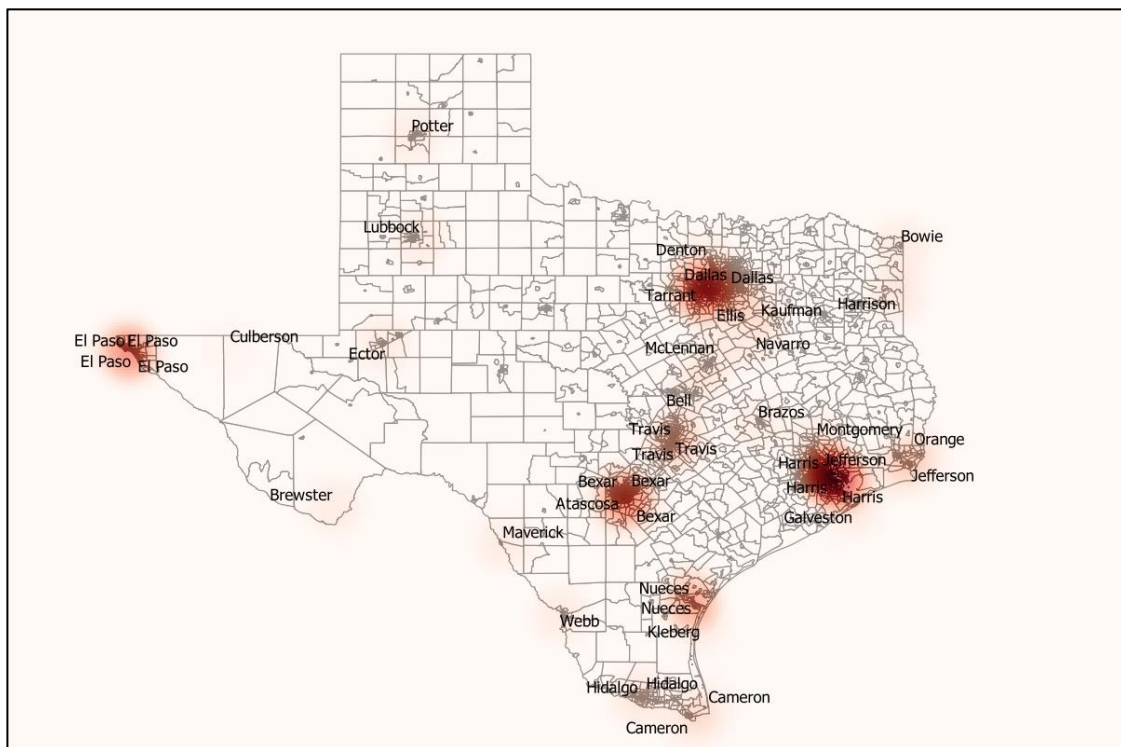 Potter
Lubbock
Bowie
Denton
Dallas
Dallas
Tarrant
Harrison
Kaufman
Ellis
El Paso
El Paso
Culberson
Navarro
McLennan
Ector
El Paso
El Paso
Bell
Brazos
Travis
Montgomery
Orange
Travis
Travis
Harris
Jefferson
Jefferson
Bexar
Bexar
Harris
Brewster
Harris
Atascosa
Bexar
Galveston
Maverick
Nueces
Nueces
Webb
Kleberg
Hidalgo
Hidalgo
Cameron
Cameron